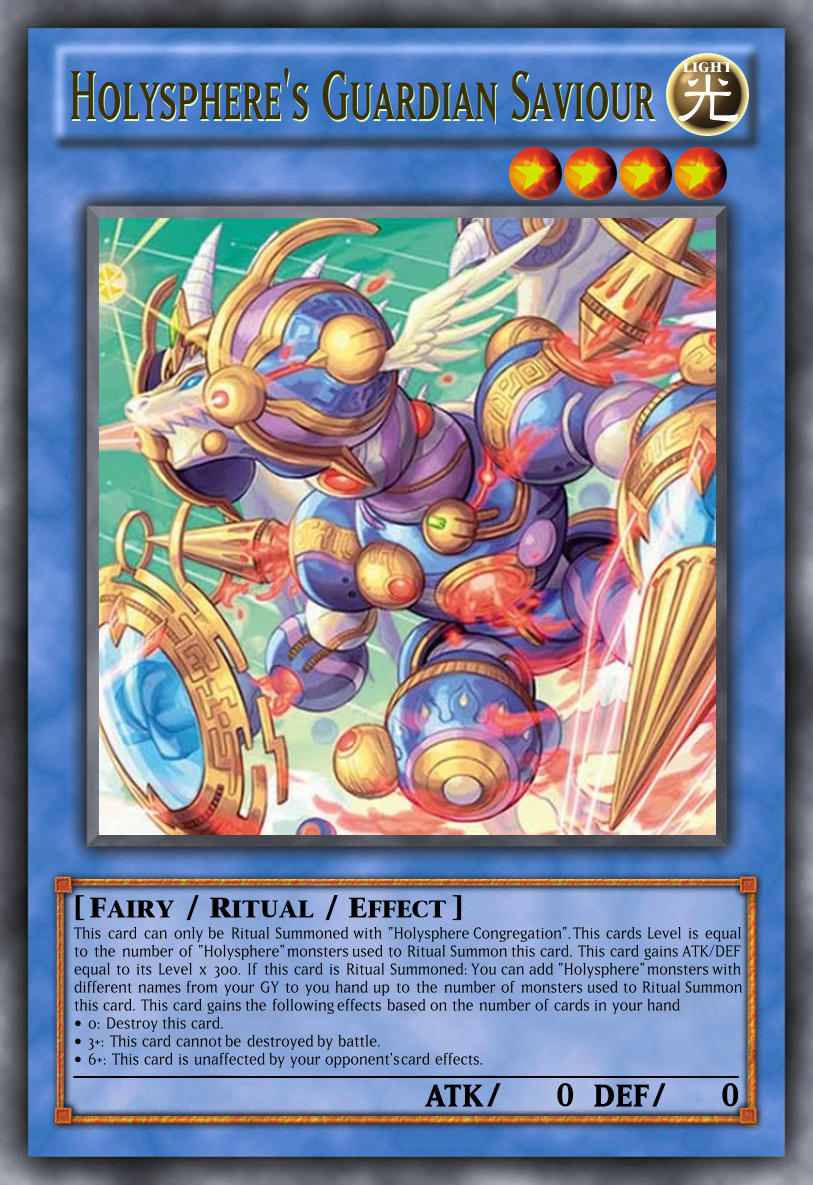 Holysphere's Guardian Saviour
LIGHT
光
[ Fairy / Ritual / Effect ]
This card can only be Ritual Summoned with "Holysphere Congregation". This cards Level is equal
to the number of "Holysphere" monsters used to Ritual Summon this card. This card gains ATK/DEF
equal to its Level x 300. If this card is Ritual Summoned: You can add "Holysphere" monsters with
different names from your GY to you hand up to the number of monsters used to Ritual Summon
this card. This card gains the following effects based on the number of cards in your hand
• 0: Destroy this card.
• 3+: This card cannot be destroyed by battle.
• 6+: This card is unaffected by your opponent's card effects.
ATK/ 0 DEF/ 0